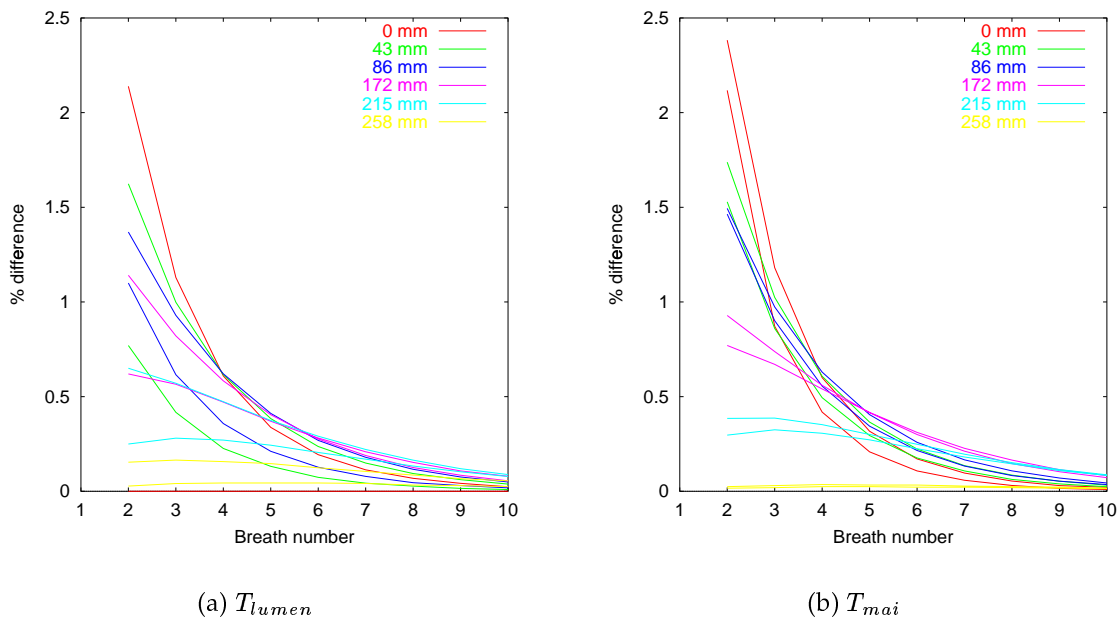 2.5
2
1.5
1
0.5
0
% difference
1 2 3 4 5 6 7 8 9 10
Breath number
0 mm
43 mm
86 mm
172 mm
215 mm
258 mm
(a) T_lumen
2.5
2
1.5
1
0.5
0
% difference
1 2 3 4 5 6 7 8 9 10
Breath number
0 mm
43 mm
86 mm
172 mm
215 mm
258 mm
(b) T_mai